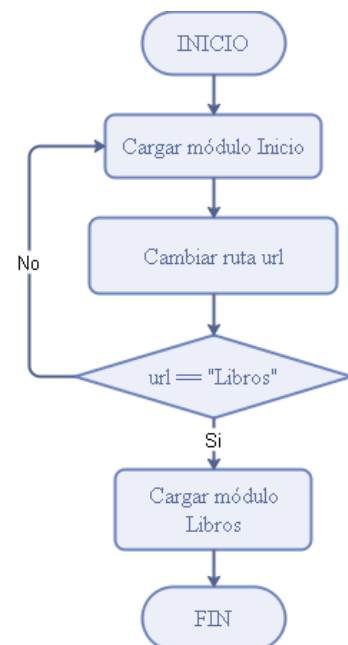 INICIO
Cargar módulo Inicio
Cambiar ruta url
No
url == "Libros"
Si
Cargar módulo
Libros
FIN